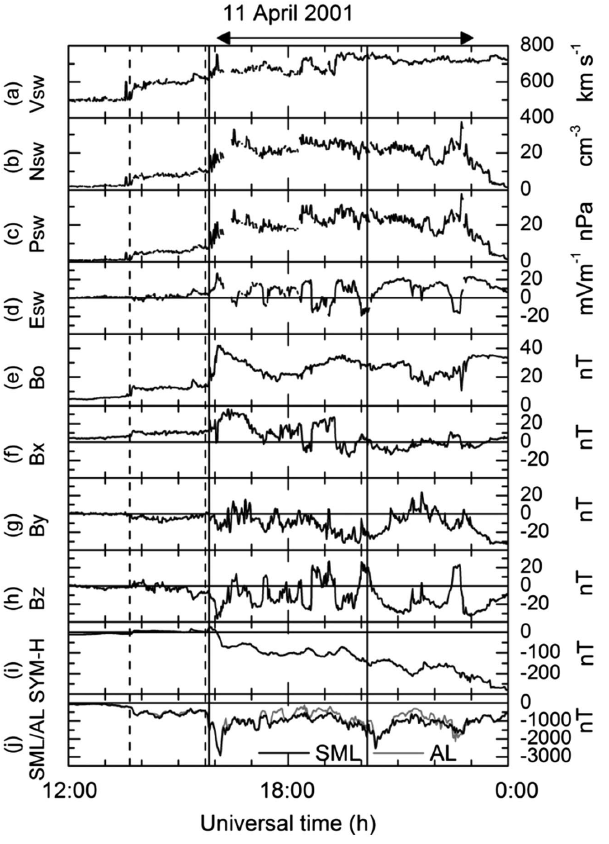 11 April 2001
(a) Vsw 800 600 400 km s-1
(b) Nsw 20 0 cm-3
(c) Psw 20 0 nPa
(d) Esw 20 0 -20 mVm-1
(e) Bo 40 20 0 nT
(f) Bx 20 0 -20 nT
(g) By 20 0 -20 nT
(h) Bz 20 0 -20 nT
(i) SYM-H 0 -100 -200 nT
(j) SML/AL 0 -1000 -2000 -3000 nT
SML AL
12:00 18:00 0:00
Universal time (h)